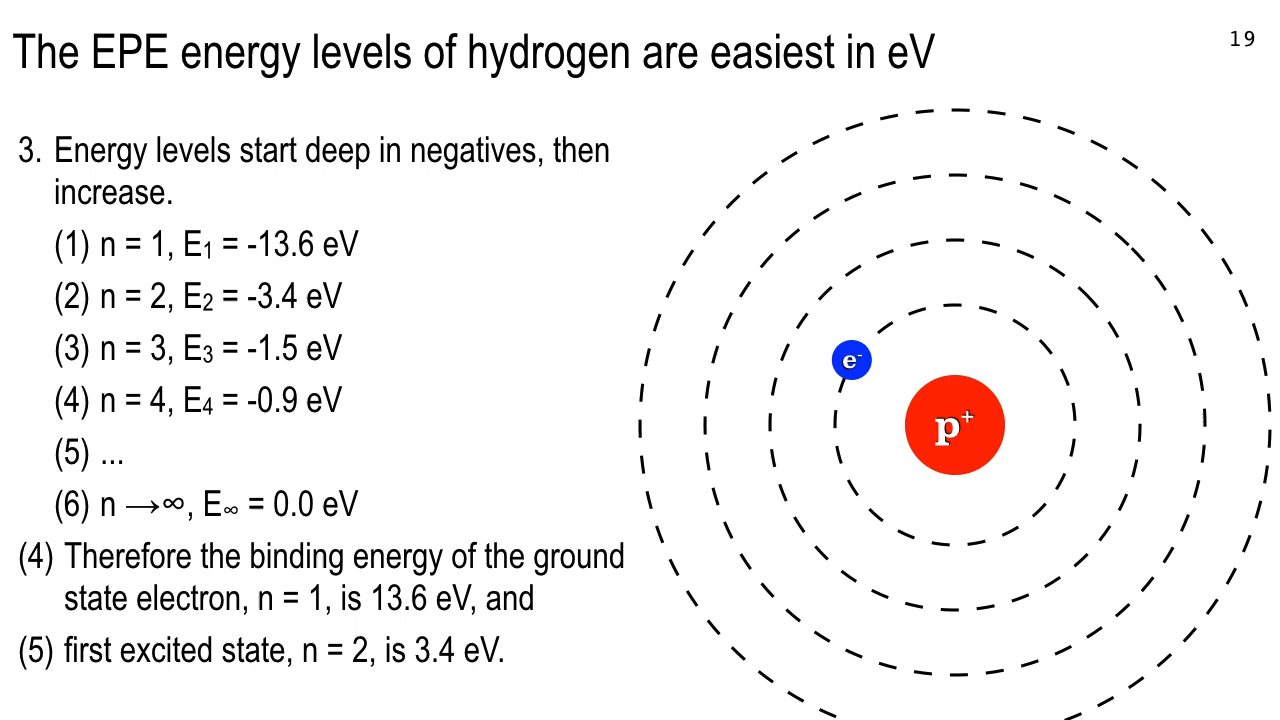 The EPE energy levels of hydrogen are easiest in eV
19
3. Energy levels start deep in negatives, then
increase.
(1) n = 1, E₁ = -13.6 eV
(2) n = 2, E₂ = -3.4 eV
(3) n = 3, E₃ = -1.5 eV
(4) n = 4, E₄ = -0.9 eV
(5) ...
(6) n →∞, E∞ = 0.0 eV
(4) Therefore the binding energy of the ground
state electron, n = 1, is 13.6 eV, and
(5) first excited state, n = 2, is 3.4 eV.
e⁻
p⁺